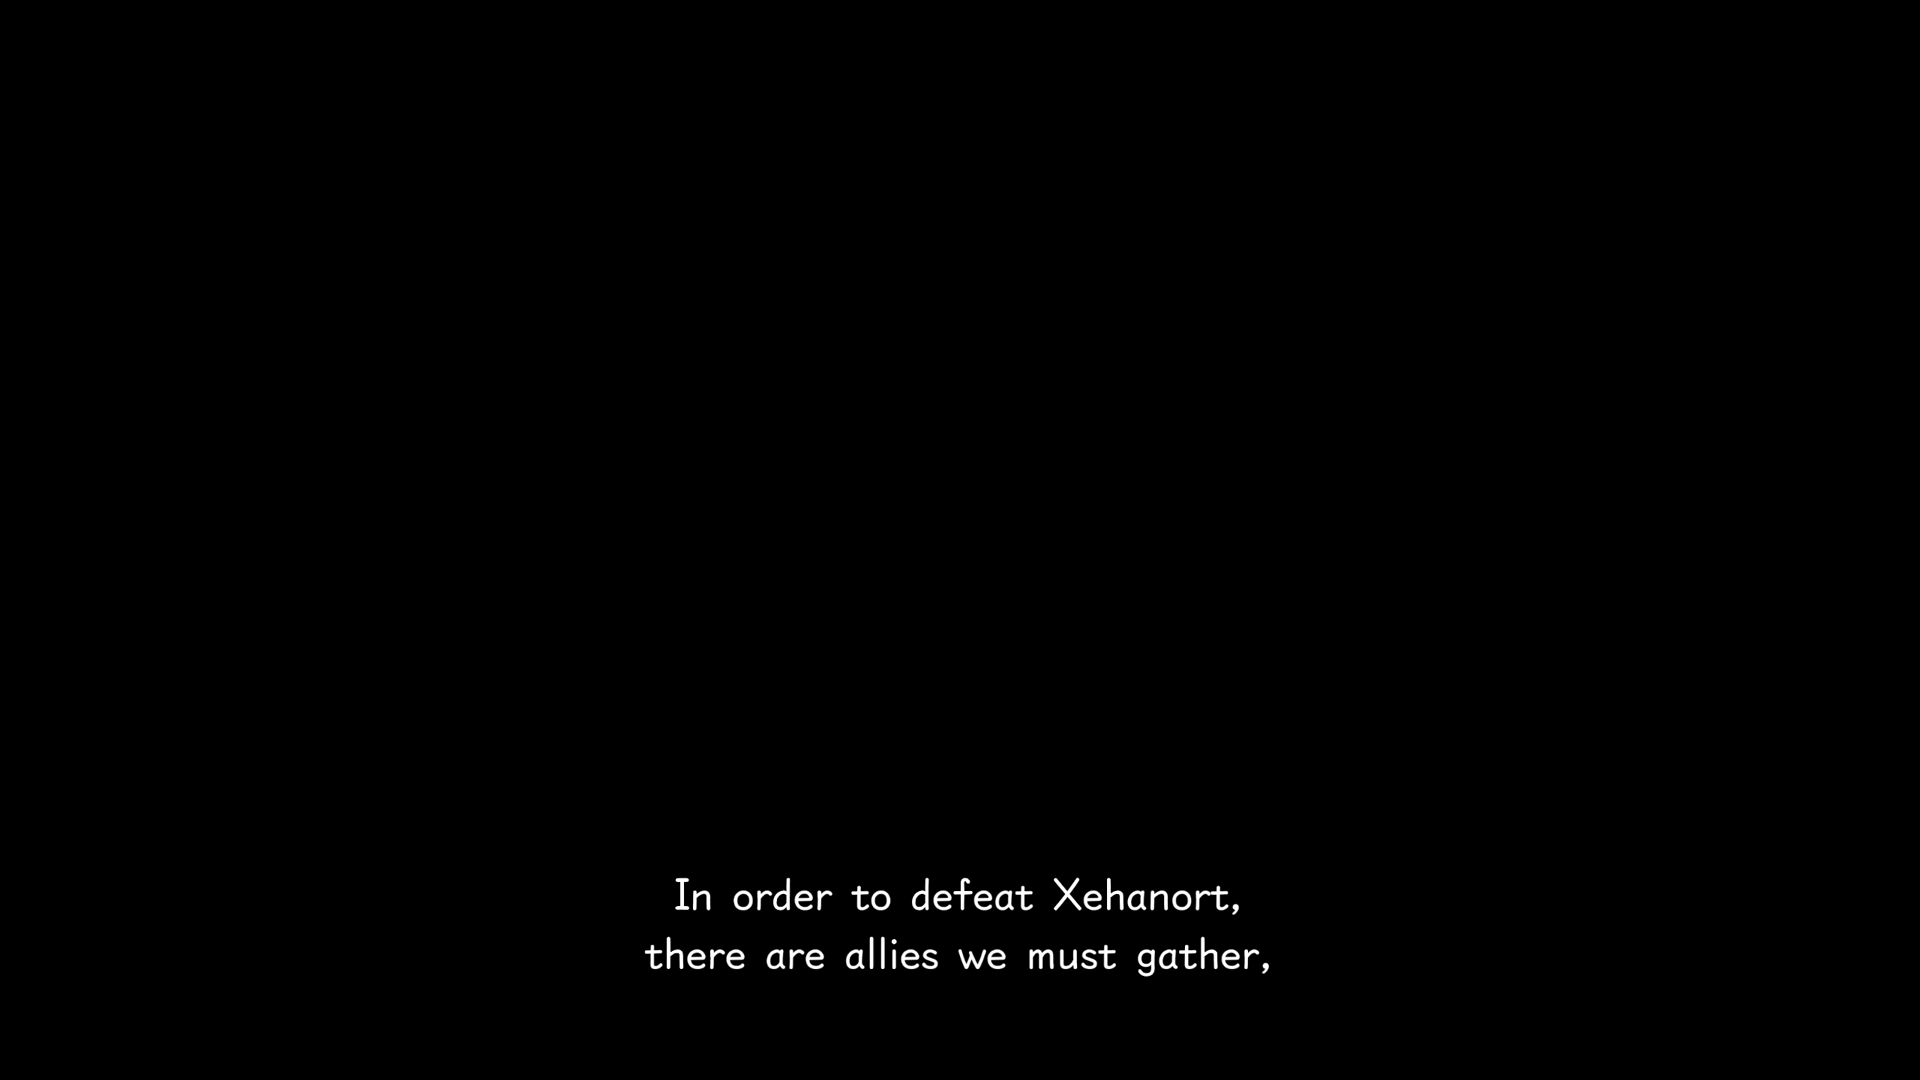 In order to defeat Xehanort,
there are allies we must gather,